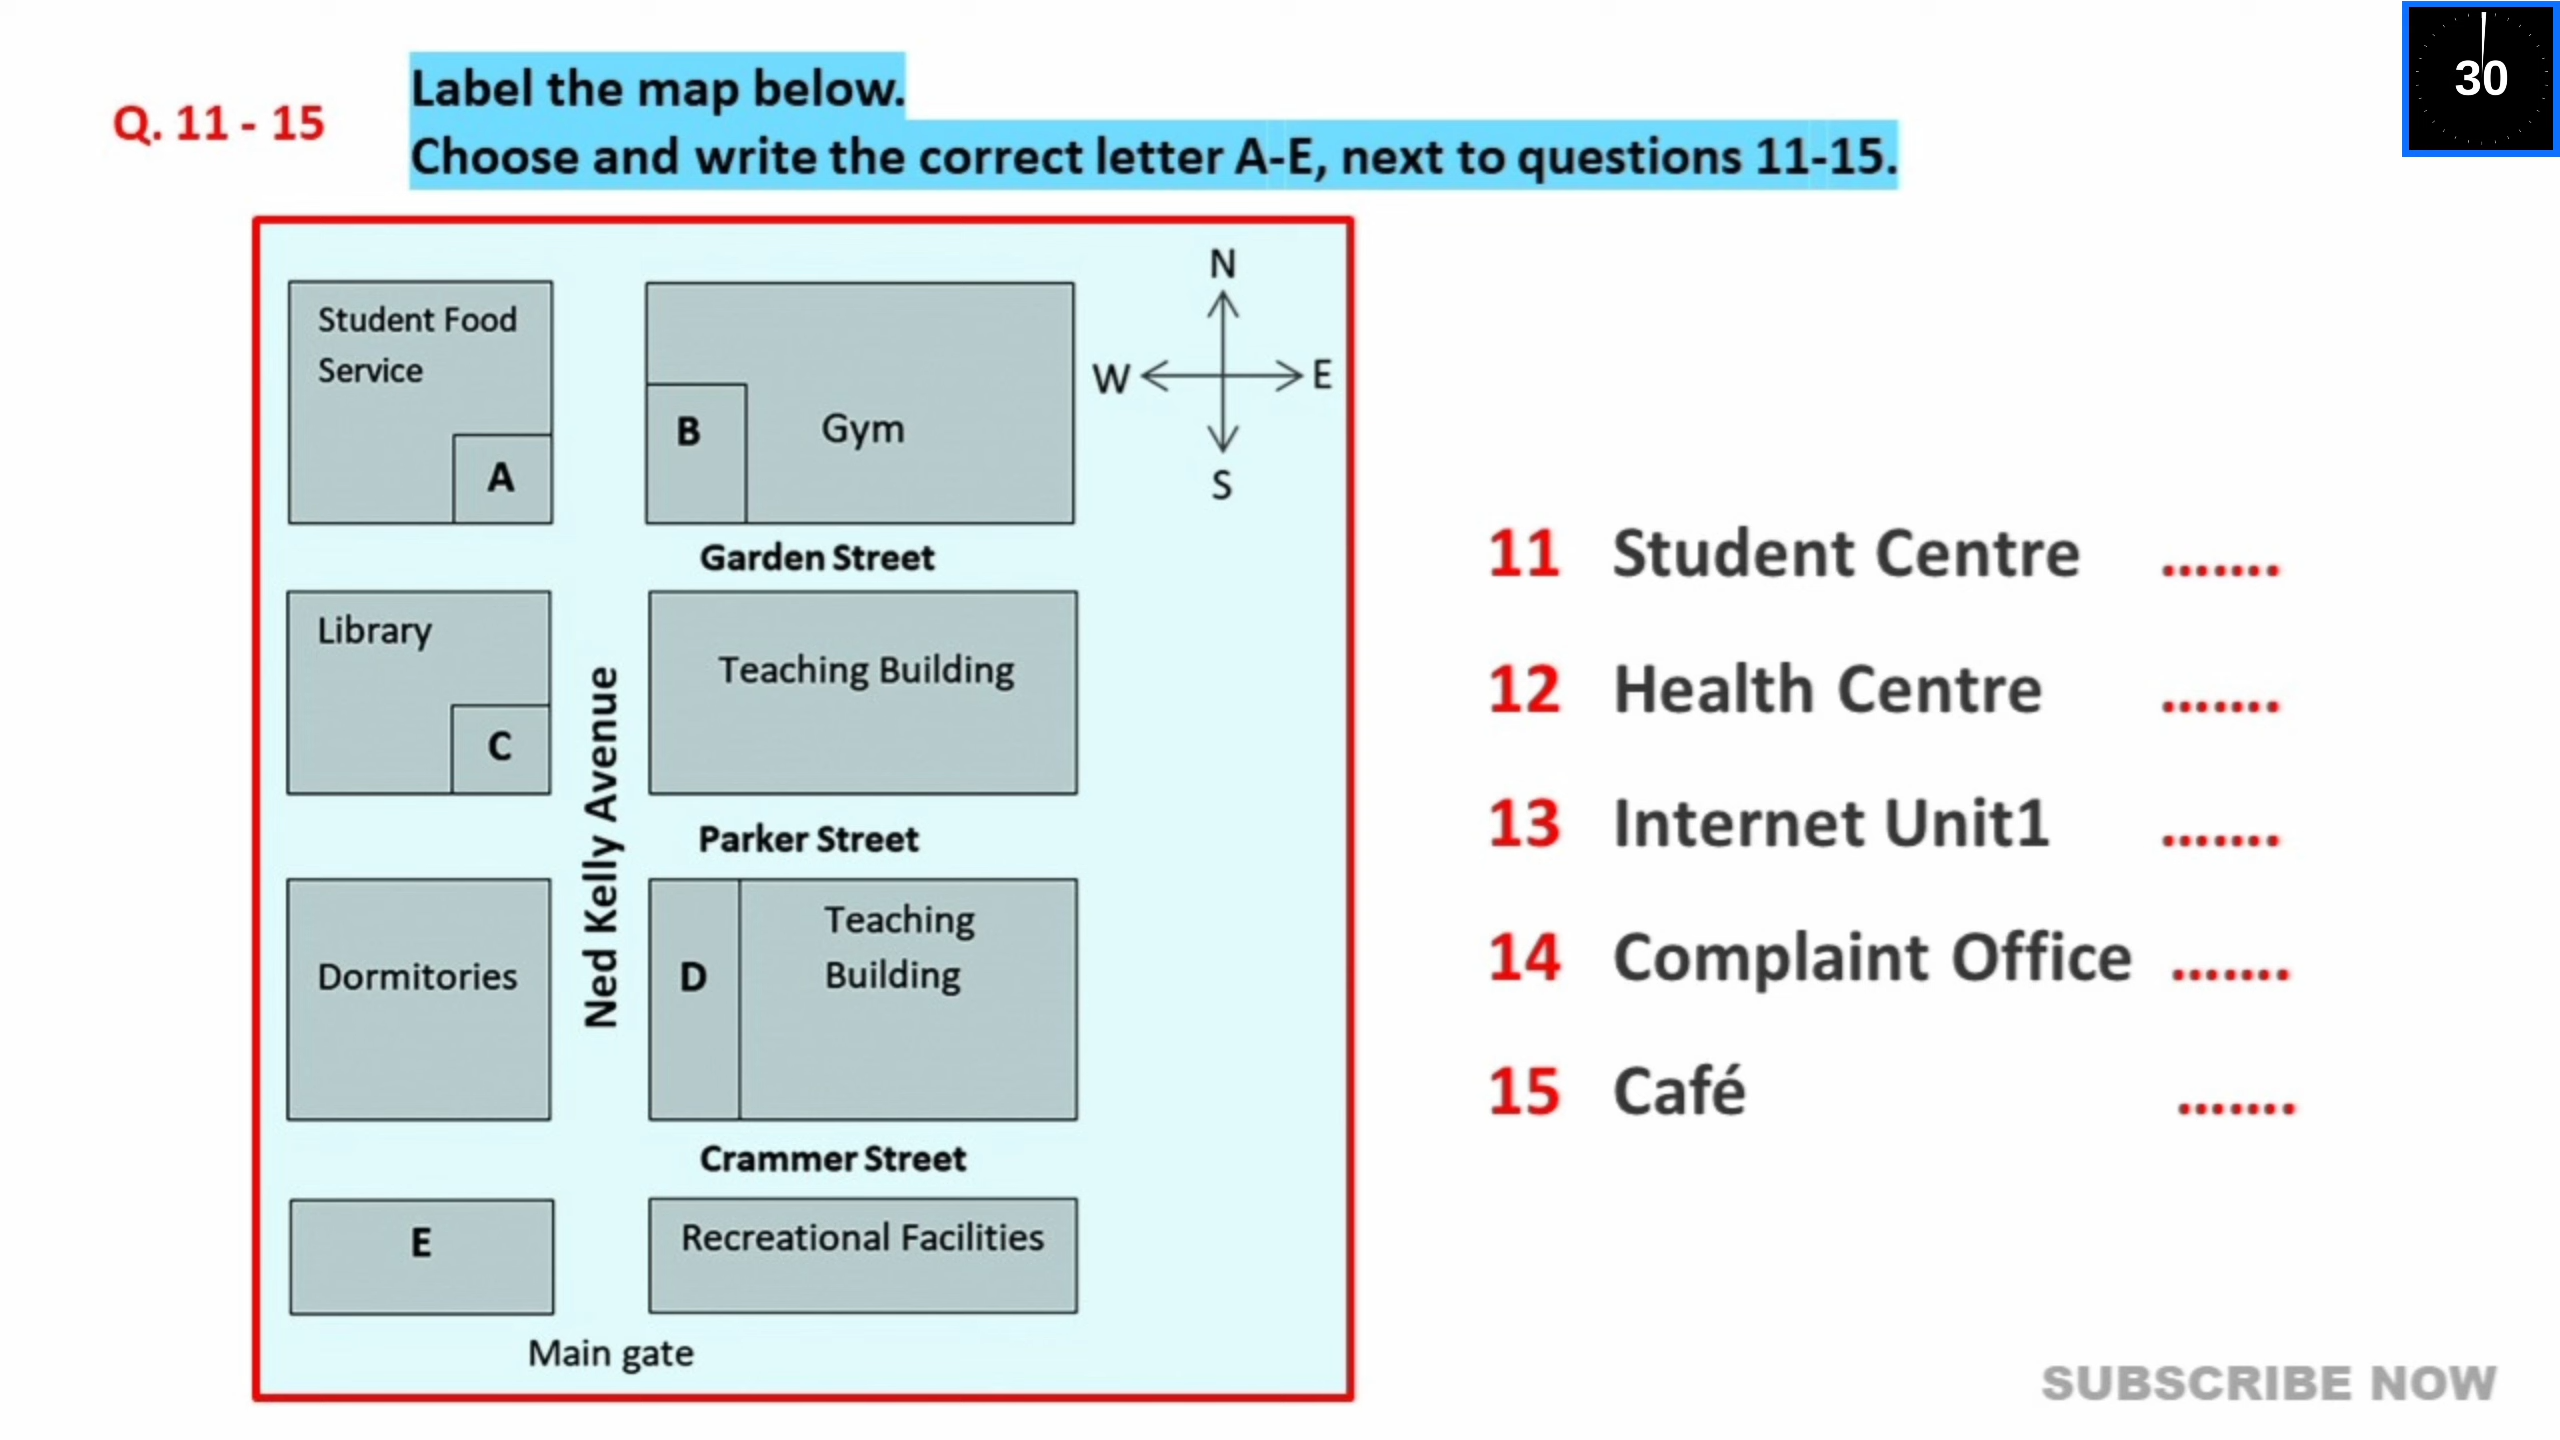 30
Label the map below.
Q. 11 - 15
Choose and write the correct letter A-E, next to questions 11-15.
N
W
E
S
Student Food
Service
A
B
Gym
Garden Street
Library
C
Teaching Building
Ned Kelly Avenue
Parker Street
Dormitories
D
Teaching
Building
Crammer Street
E
Recreational Facilities
Main gate
11 Student Centre .......
12 Health Centre .......
13 Internet Unit1 .......
14 Complaint Office .......
15 Café .......
SUBSCRIBE NOW